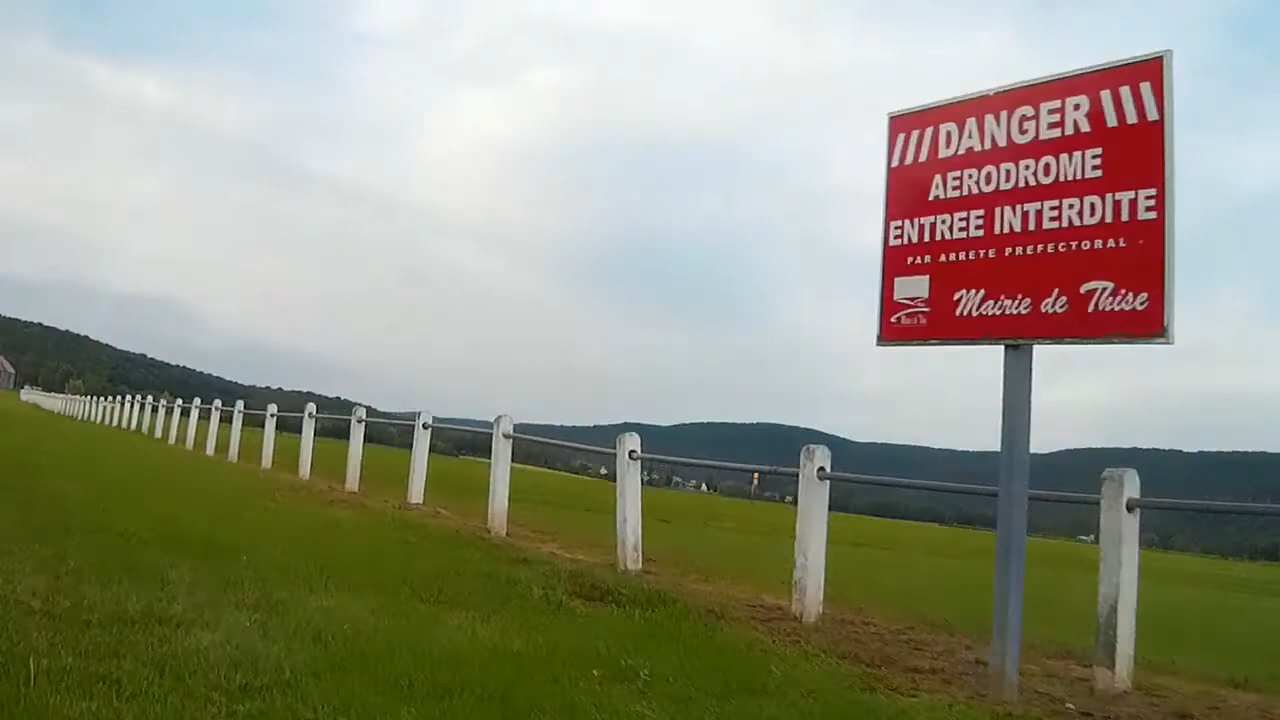 DANGER
AERODROME
ENTREE INTERDITE
PAR ARRETE PREFECTORAL
Mairie de Thise